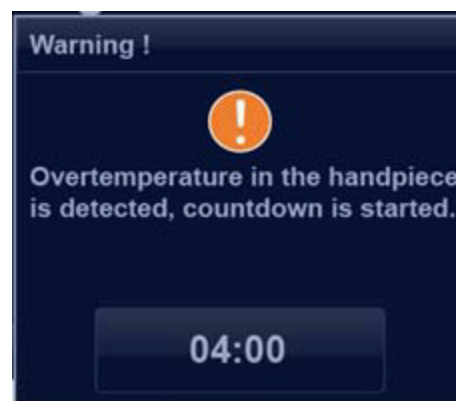 Warning !
Overtemperature in the handpiece
is detected, countdown is started.
04:00